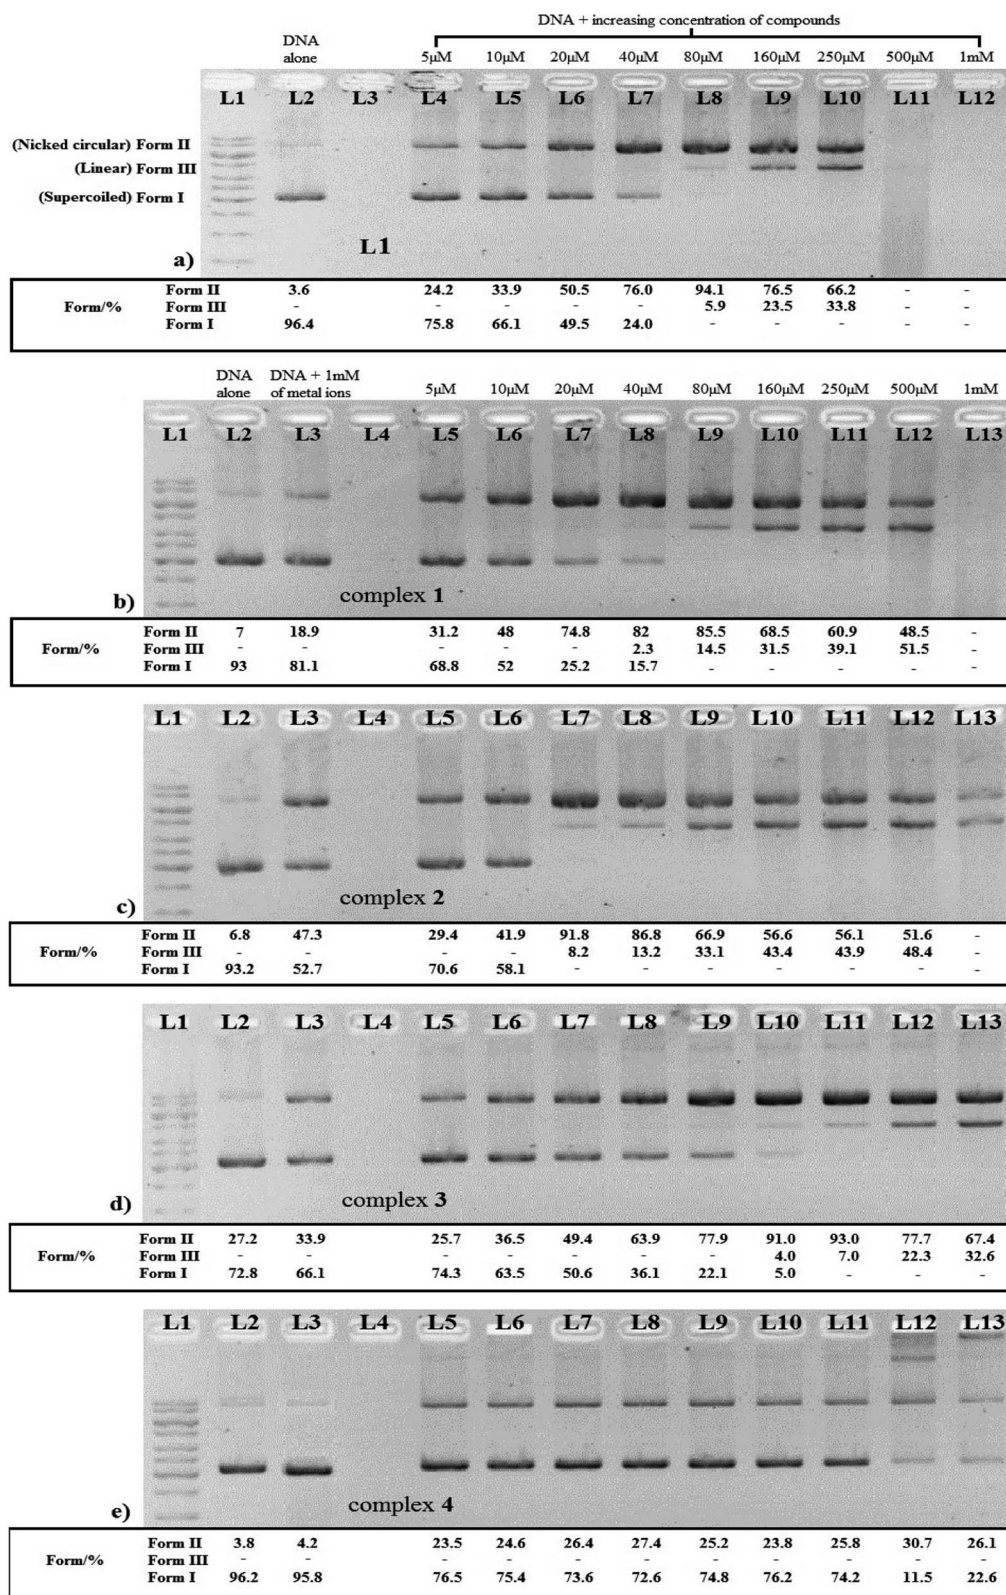 DNA + increasing concentration of compounds
DNA alone 5µM 10µM 20µM 40µM 80µM 160µM 250µM 500µM 1mM
L1 L2 L3 L4 L5 L6 L7 L8 L9 L10 L11 L12
(Nicked circular) Form II
(Linear) Form III
(Supercoiled) Form I
a) L1
Form II 3.6 24.2 33.9 50.5 76.0 94.1 76.5 66.2 - -
Form/% Form III - - - - - 5.9 23.5 33.8 - -
Form I 96.4 75.8 66.1 49.5 24.0 - - - - -
DNA alone DNA + 1mM of metal ions 5µM 10µM 20µM 40µM 80µM 160µM 250µM 500µM 1mM
L1 L2 L3 L4 L5 L6 L7 L8 L9 L10 L11 L12 L13
b) complex 1
Form II 7 18.9 31.2 48 74.8 82 85.5 68.5 60.9 48.5 -
Form/% Form III - - - - - 2.3 14.5 31.5 39.1 51.5 -
Form I 93 81.1 68.8 52 25.2 15.7 - - - - -
L1 L2 L3 L4 L5 L6 L7 L8 L9 L10 L11 L12 L13
c) complex 2
Form II 6.8 47.3 29.4 41.9 91.8 86.8 66.9 56.6 56.1 51.6 -
Form/% Form III - - - - 8.2 13.2 33.1 43.4 43.9 48.4 -
Form I 93.2 52.7 70.6 58.1 - - - - - - -
L1 L2 L3 L4 L5 L6 L7 L8 L9 L10 L11 L12 L13
d) complex 3
Form II 27.2 33.9 25.7 36.5 49.4 63.9 77.9 91.0 93.0 77.7 67.4
Form/% Form III - - - - - - - 4.0 7.0 22.3 32.6
Form I 72.8 66.1 74.3 63.5 50.6 36.1 22.1 5.0 - - -
L1 L2 L3 L4 L5 L6 L7 L8 L9 L10 L11 L12 L13
e) complex 4
Form II 3.8 4.2 23.5 24.6 26.4 27.4 25.2 23.8 25.8 30.7 26.1
Form/% Form III - - - - - - - - - - -
Form I 96.2 95.8 76.5 75.4 73.6 72.6 74.8 76.2 74.2 11.5 22.6